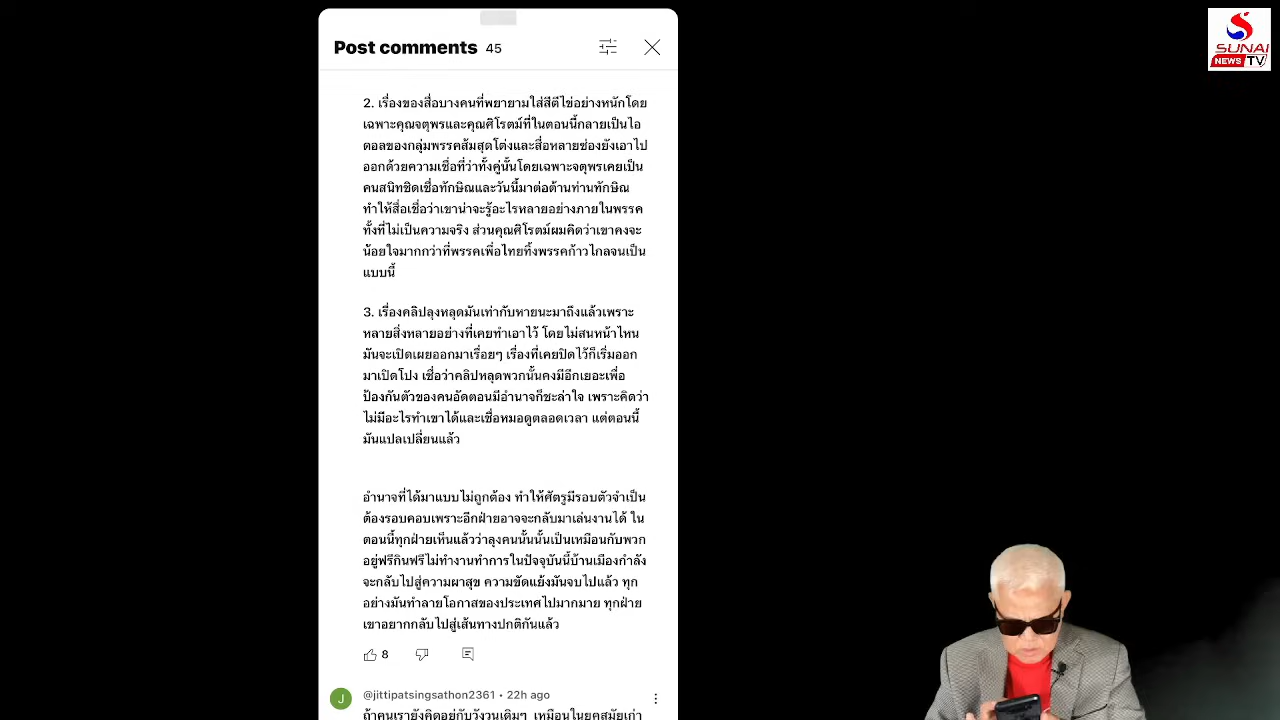 SUNAI
NEWS TV
Post comments 45
2. เรื่องของสื่อบางคนที่พยายามใส่สีตีไข่อย่างหนักโดย
เฉพาะคุณจตุพรและคุณศิโรตม์ที่ในตอนนี้กลายเป็นไอ
ดอลของกลุ่มพรรคส้มสุดโต่งและสื่อหลายช่องยังเอาไป
ออกด้วยความเชื่อที่ว่าทั้งคู่นั้นโดยเฉพาะจตุพรเคยเป็น
คนสนิทชิดเชื้อทักษิณและวันนี้มาต่อต้านท่านทักษิณ
ทำให้สื่อเชื่อว่าเขาน่าจะรู้อะไรหลายอย่างภายในพรรค
ทั้งที่ไม่เป็นความจริง ส่วนคุณศิโรตม์ผมคิดว่าเขาคงจะ
น้อยใจมากกว่าที่พรรคเพื่อไทยทิ้งพรรคก้าวไกลจนเป็น
แบบนี้
3. เรื่องคลิปลุงหลุดมันเท่ากับหายนะมาถึงแล้วเพราะ
หลายสิ่งหลายอย่างที่เคยทำเอาไว้ โดยไม่สนหน้าไหน
มันจะเปิดเผยออกมาเรื่อยๆ เรื่องที่เคยปิดไว้ก็เริ่มออก
มาเปิดโปง เชื่อว่าคลิปหลุดพวกนั้นคงมีอีกเยอะเพื่อ
ป้องกันตัวของคนอัดตอนมีอำนาจก็ชะล่าใจ เพราะคิดว่า
ไม่มีอะไรทำเขาได้และเชื่อหมอดูตลอดเวลา แต่ตอนนี้
มันแปลเปลี่ยนแล้ว
อำนาจที่ได้มาแบบไม่ถูกต้อง ทำให้ศัตรูมีรอบตัวจำเป็น
ต้องรอบคอบเพราะอีกฝ่ายอาจจะกลับมาเล่นงานได้ ใน
ตอนนี้ทุกฝ่ายเห็นแล้วว่าลุงคนนั้นนั้นเป็นเหมือนกับพวก
อยู่ฟรีกินฟรีไม่ทำงานทำการในปัจจุบันนี้บ้านเมืองกำลัง
จะกลับไปสู่ความผาสุข ความขัดแย้งมันจบไปแล้ว ทุก
อย่างมันทำลายโอกาสของประเทศไปมากมาย ทุกฝ่าย
เขาอยากกลับไปสู่เส้นทางปกติกันแล้ว
8
J @jittipatsingsathon2361 • 22h ago
ถ้าคนเรายังคิดอยู่กับวังวนเดิมๆ เหมือนในยุคสมัยเก่า